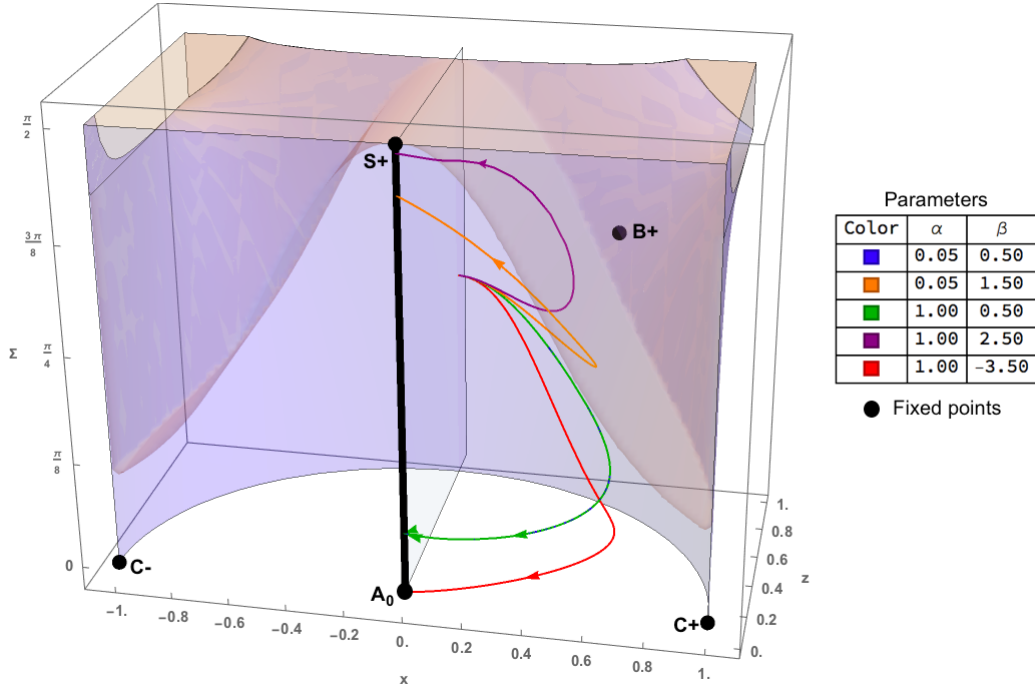 π/2
S+
B+
3 π/8
Σ
π/4
π/8
0
C-
A0
C+
-1.
-0.8
-0.6
-0.4
-0.2
0.
0.2
0.4
0.6
0.8
1.
x
0.
0.2
0.4
0.6
0.8
1.
z
Parameters
Color α β
0.05 0.50
0.05 1.50
1.00 0.50
1.00 2.50
1.00 -3.50
Fixed points